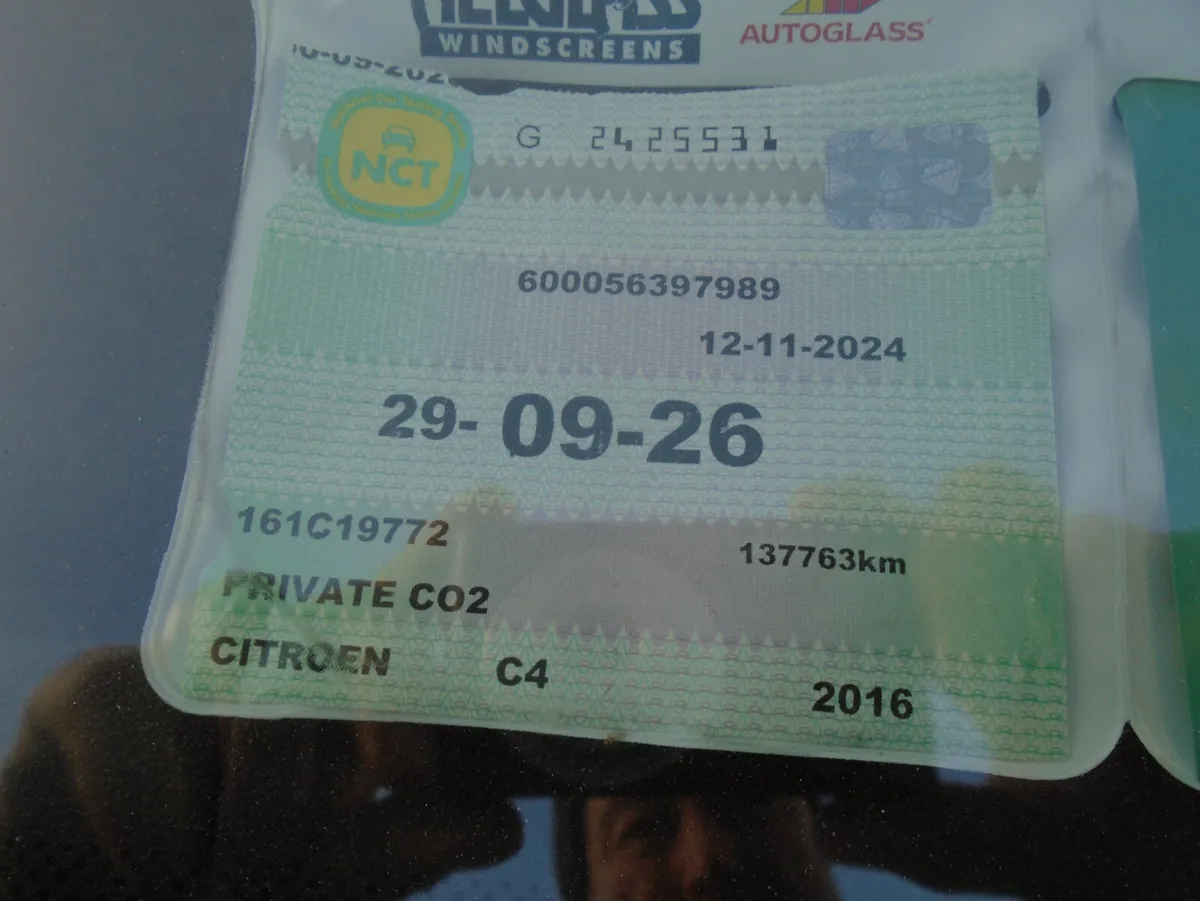 WINDSCREENS
AUTOGLASS
NCT
G 2425531
600056397989
12-11-2024
29-09-26
161C19772
137763km
PRIVATE CO2
CITROEN C4
2016